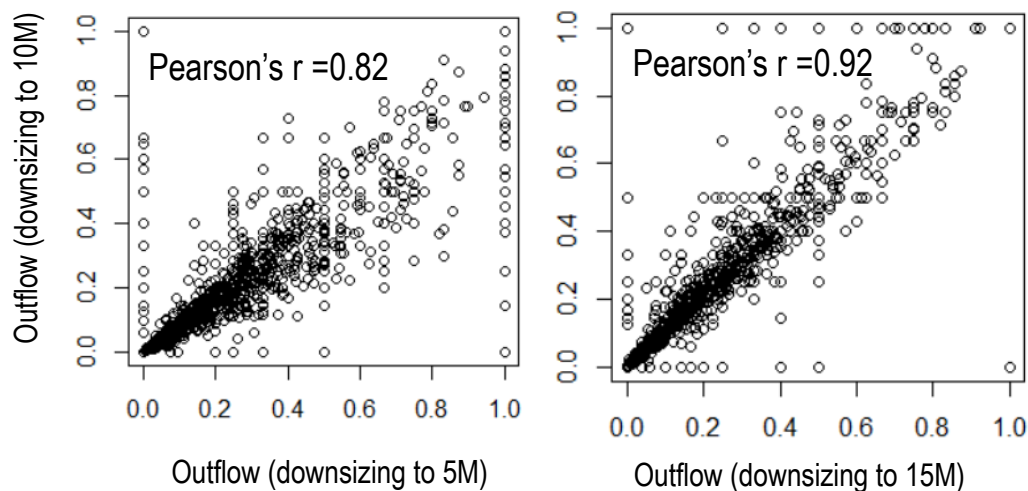 Outflow (downsizing to 10M)
1.0
0.8
0.6
0.4
0.2
0.0
Pearson's r =0.82
0.0 0.2 0.4 0.6 0.8 1.0
Outflow (downsizing to 5M)
1.0
0.8
0.6
0.4
0.2
0.0
Pearson's r =0.92
0.0 0.2 0.4 0.6 0.8 1.0
Outflow (downsizing to 15M)